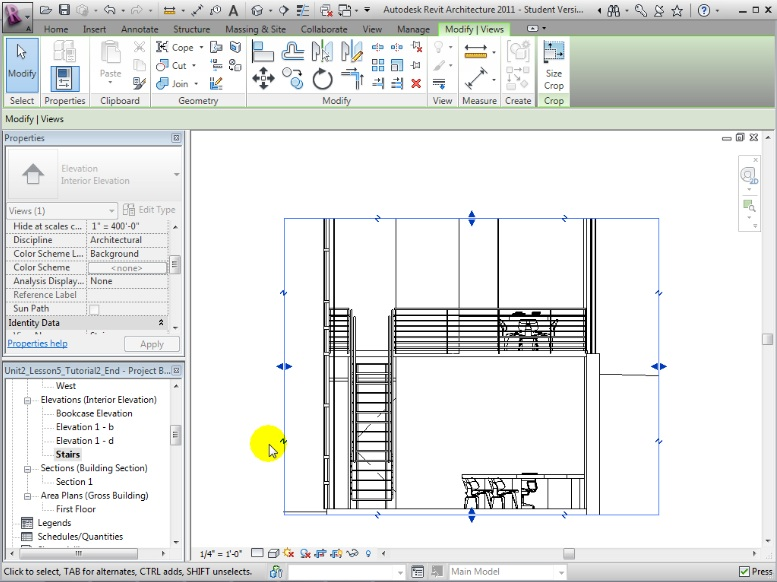 Autodesk Revit Architecture 2011 - Student Versi...
Home Insert Annotate Structure Massing & Site Collaborate View Manage Modify | Views
Modify Paste Cope Cut Join Size Crop
Select Properties Clipboard Geometry Modify View Measure Create Crop
Modify | Views
Properties
Elevation
Interior Elevation
Views (1) Edit Type
Hide at scales c... 1" = 400'-0"
Discipline Architectural
Color Scheme L... Background
Color Scheme <none>
Analysis Display... None
Reference Label
Sun Path
Identity Data
Properties help Apply
Unit2_Lesson5_Tutorial2_End - Project B...
West
Elevations (Interior Elevation)
Bookcase Elevation
Elevation 1 - b
Elevation 1 - d
Stairs
Sections (Building Section)
Section 1
Area Plans (Gross Building)
First Floor
Legends
Schedules/Quantities
2D
1/4" = 1'-0"
Click to select, TAB for alternates, CTRL adds, SHIFT unselects. Main Model Press